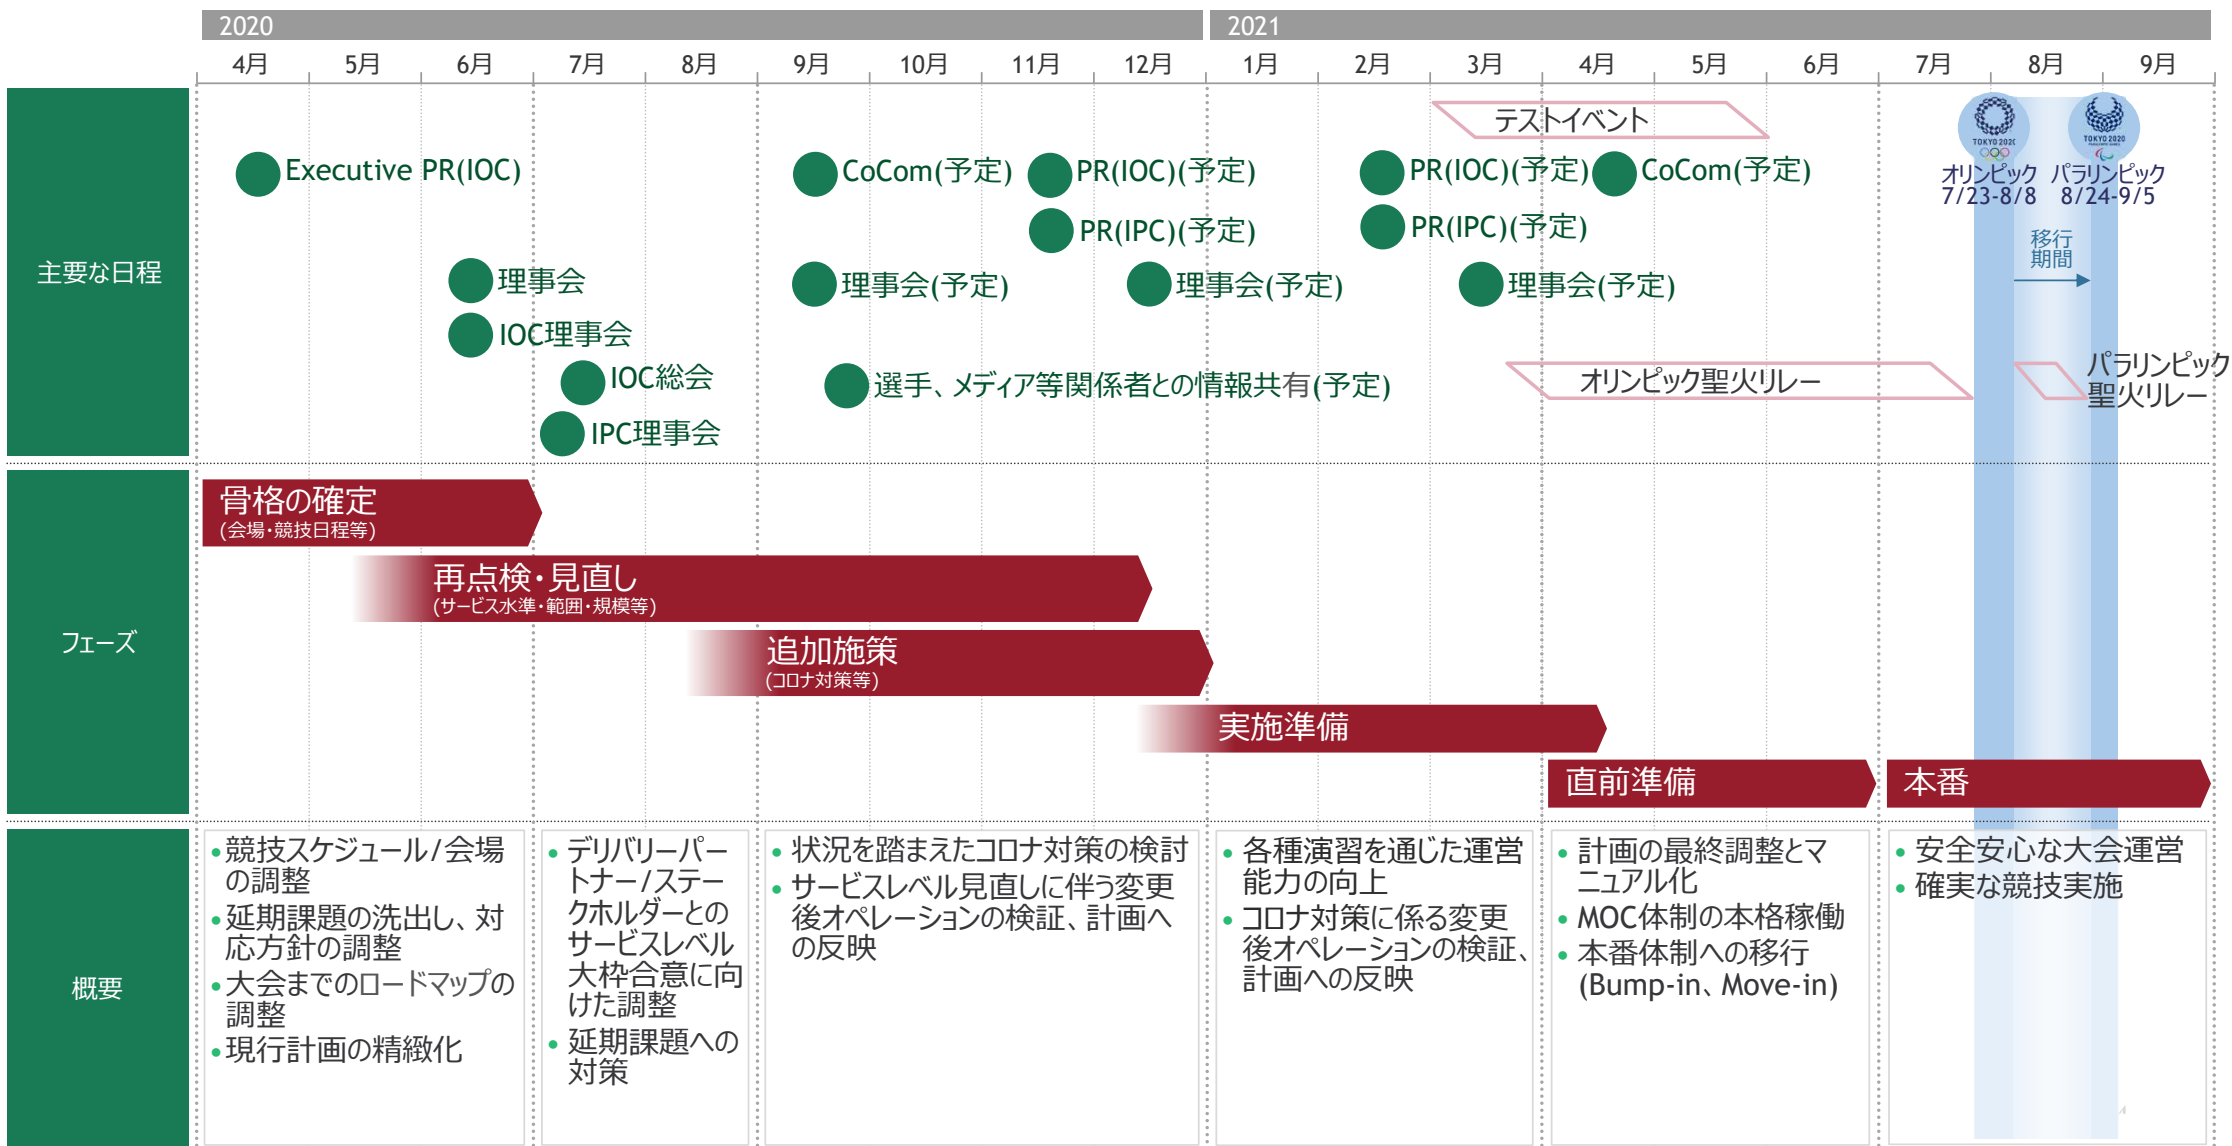 2020
2021
4月
5月
6月
7月
8月
9月
10月
11月
12月
1月
2月
3月
4月
5月
6月
7月
8月
9月
主要な日程
テストイベント
TOKYO 2020
TOKYO 2020
PARALYMPIC GAMES
オリンピック
7/23-8/8
パラリンピック
8/24-9/5
Executive PR(IOC)
CoCom(予定)
PR(IOC)(予定)
PR(IOC)(予定)
CoCom(予定)
PR(IPC)(予定)
PR(IPC)(予定)
移行
期間
理事会
理事会(予定)
理事会(予定)
理事会(予定)
IOC理事会
IOC総会
選手、メディア等関係者との情報共有(予定)
オリンピック聖火リレー
パラリンピック
聖火リレー
IPC理事会
フェーズ
骨格の確定
(会場・競技日程等)
再点検・見直し
(サービス水準・範囲・規模等)
追加施策
(コロナ対策等)
実施準備
直前準備
本番
概要
•競技スケジュール/会場
の調整
•延期課題の洗出し、対
応方針の調整
•大会までのロードマップの
調整
•現行計画の精緻化
• デリバリーパー
トナー/ステー
クホルダーとの
サービスレベル
大枠合意に向
けた調整
• 延期課題への
対策
• 状況を踏まえたコロナ対策の検討
• サービスレベル見直しに伴う変更
後オペレーションの検証、計画へ
の反映
• 各種演習を通じた運営
能力の向上
• コロナ対策に係る変更
後オペレーションの検証、
計画への反映
• 計画の最終調整とマ
ニュアル化
• MOC体制の本格稼働
• 本番体制への移行
(Bump-in、Move-in)
• 安全安心な大会運営
• 確実な競技実施